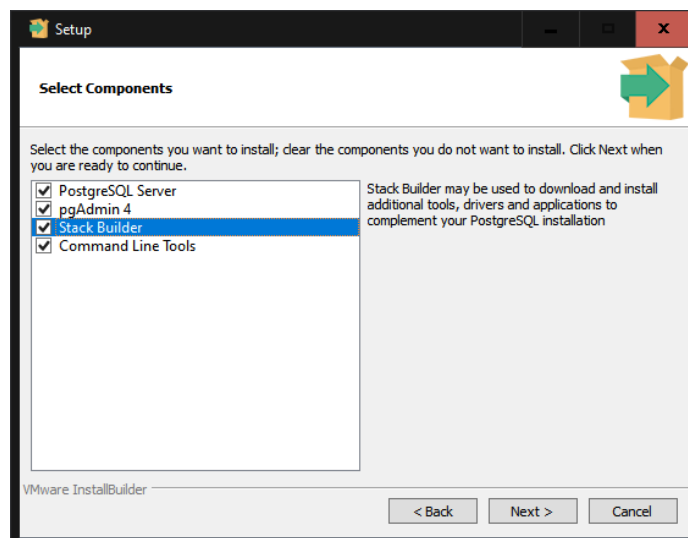 Setup
Select Components
Select the components you want to install; clear the components you do not want to install. Click Next when
you are ready to continue.
PostgreSQL Server
pgAdmin 4
Stack Builder
Command Line Tools
Stack Builder may be used to download and install
additional tools, drivers and applications to
complement your PostgreSQL installation
VMware InstallBuilder
< Back
Next >
Cancel